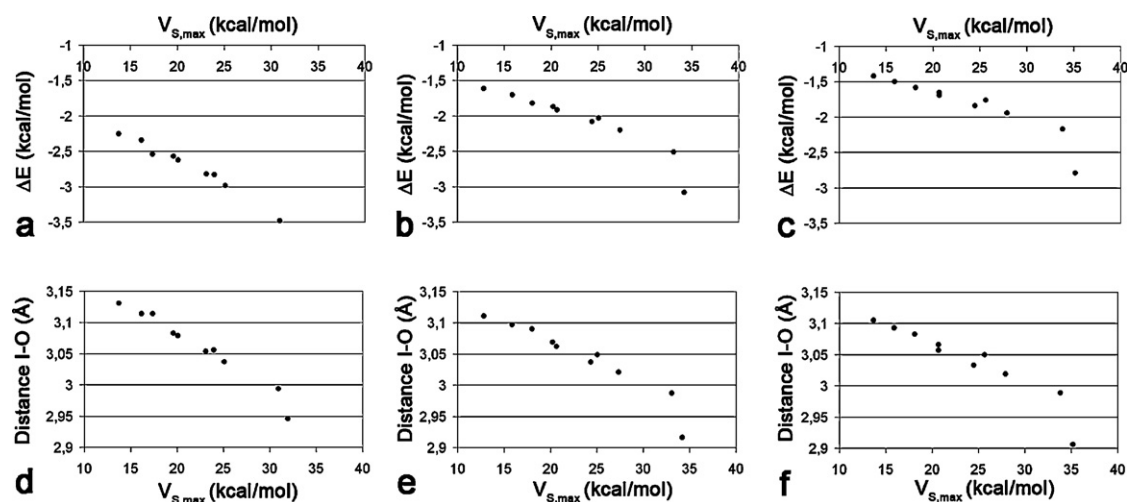 V_S,max (kcal/mol)
10 15 20 25 30 35 40
-1
-1,5
-2
-2,5
-3
-3,5
ΔE (kcal/mol)
a
V_S,max (kcal/mol)
10 15 20 25 30 35 40
-1
-1,5
-2
-2,5
-3
-3,5
ΔE (kcal/mol)
b
V_S,max (kcal/mol)
10 15 20 25 30 35 40
-1
-1,5
-2
-2,5
-3
-3,5
ΔE (kcal/mol)
c
3,15
3,1
3,05
3
2,95
2,9
Distance I-O (Å)
10 15 20 25 30 35 40
V_S,max (kcal/mol)
d
3,15
3,1
3,05
3
2,95
2,9
Distance I-O (Å)
10 15 20 25 30 35 40
V_S,max (kcal/mol)
e
3,15
3,1
3,05
3
2,95
2,9
Distance I-O (Å)
10 15 20 25 30 35 40
V_S,max (kcal/mol)
f